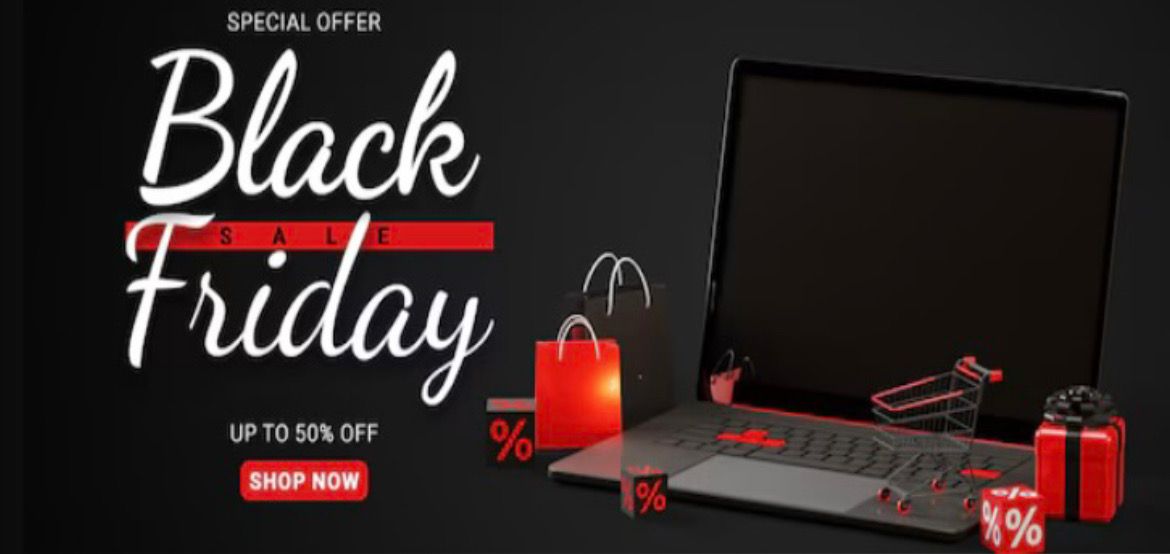 SPECIAL OFFER
Black
SALE
Friday
UP TO 50% OFF
SHOP NOW
%
%
%
%
%